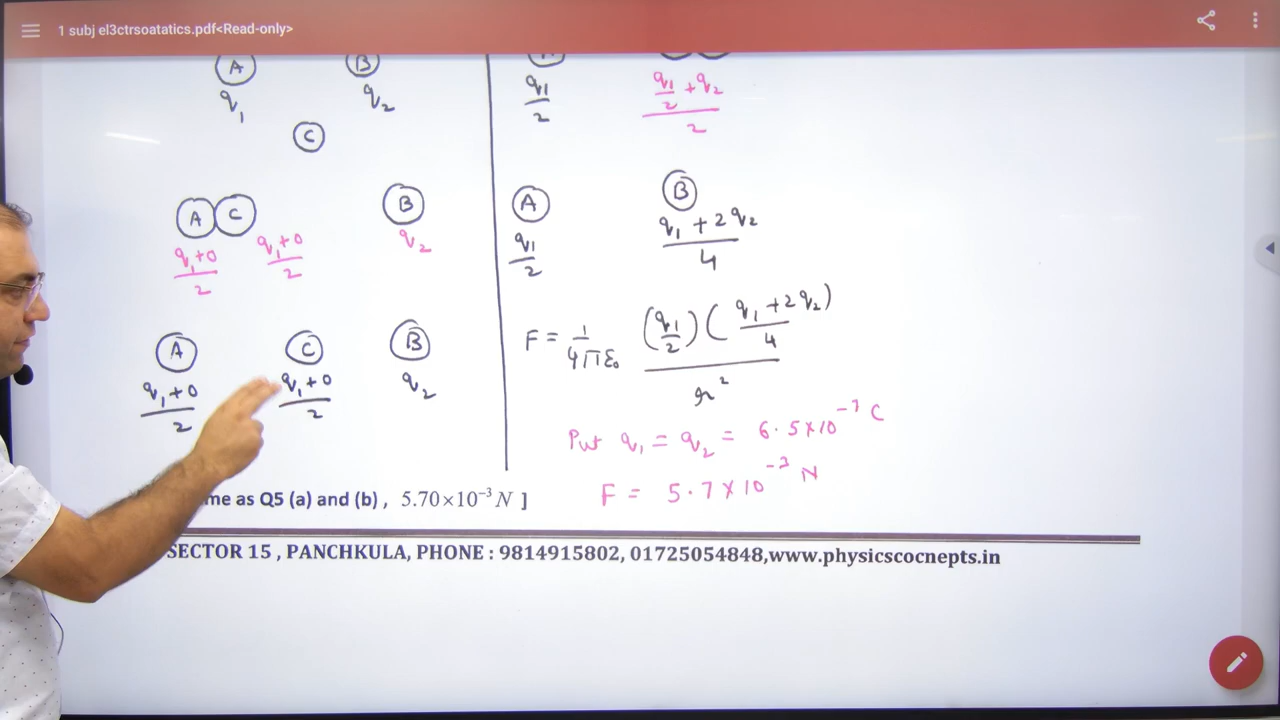 1 subj el3ctrsoatatics.pdf<Read-only>
A B
q₁ q₂
C
A C B
(q₁+0)/2 (q₁+0)/2 q₂
A C B
(q₁+0)/2 (q₁+0)/2 q₂
q₁/2 (q₁/2 + q₂)/2
A B
q₁/2 (q₁ + 2q₂)/4
F = 1/4πε₀ (q₁/2)((q₁ + 2q₂)/4)/r²
Put q₁ = q₂ = 6.5×10⁻⁷ C
F = 5.7×10⁻³ N
me as Q5 (a) and (b) , 5.70×10⁻³ N ]
SECTOR 15 , PANCHKULA, PHONE : 9814915802, 01725054848,www.physicscocnepts.in